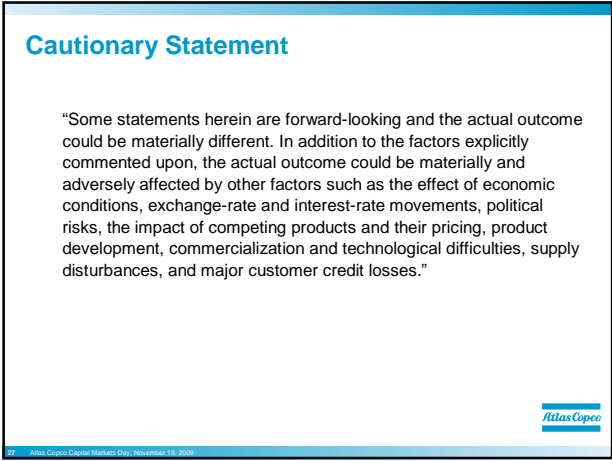 Cautionary Statement
“Some statements herein are forward-looking and the actual outcome
could be materially different. In addition to the factors explicitly
commented upon, the actual outcome could be materially and
adversely affected by other factors such as the effect of economic
conditions, exchange-rate and interest-rate movements, political
risks, the impact of competing products and their pricing, product
development, commercialization and technological difficulties, supply
disturbances, and major customer credit losses.”
Atlas Copco
27 Atlas Copco Capital Markets Day, November 19, 2009